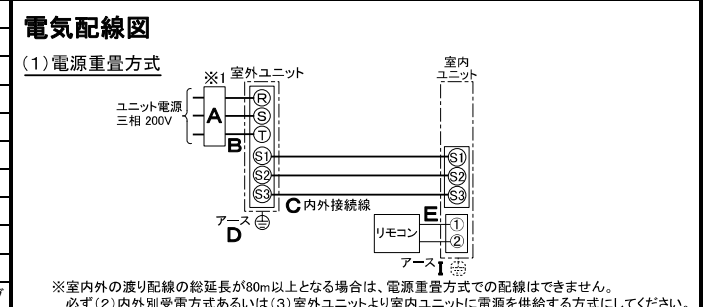 電気配線図
(1)電源重畳方式
※1 室外ユニット
室内
ユニット
ユニット電源
三相 200V
A
R
S
T
B
S1
S2
S3
S1
S2
S3
C 内外接続線
アース
D
リモコン
E
①
②
アース I
※室内外の渡り配線の総延長が80m以上となる場合は、電源重畳方式での配線はできません。
必ず(2)内外別受電方式あるいは(3)室外ユニットより室内ユニットに電源を供給する方式にしてください。